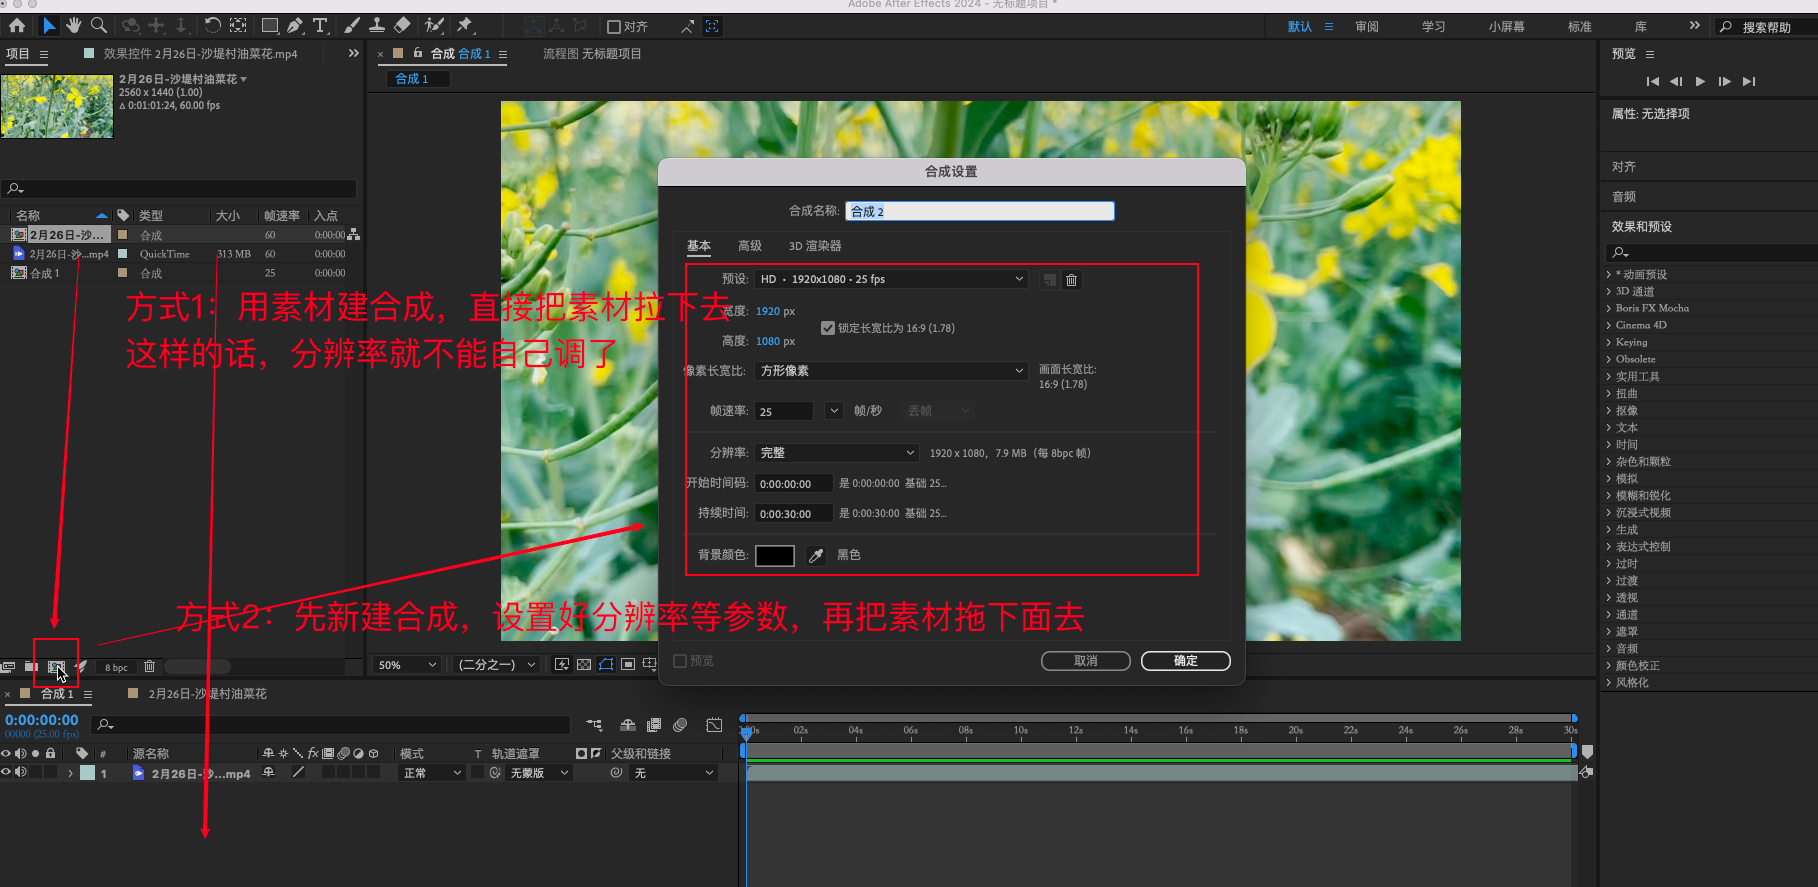 Adobe After Effects 2024 - 无标题项目 *
对齐
默认
审阅
学习
小屏幕
标准
库
搜索帮助
项目
效果控件 2月26日-沙堤村油菜花.mp4
合成 合成 1
流程图 无标题项目
合成 1
2月26日-沙堤村油菜花
2560 x 1440 (1.00)
Δ 0:01:01:24, 60.00 fps
名称
类型
大小
帧速率
入点
2月26日-沙...
合成
60
0:00:00
2月26日-沙...mp4
QuickTime
313 MB
60
0:00:00
合成 1
合成
25
0:00:00
方式1：用素材建合成，直接把素材拉下去
这样的话，分辨率就不能自己调了
方式2：先新建合成，设置好分辨率等参数，再把素材拖下面去
合成设置
合成名称:
合成 2
基本
高级
3D 渲染器
预设:
HD · 1920x1080 · 25 fps
宽度:
1920 px
锁定长宽比为 16:9 (1.78)
高度:
1080 px
像素长宽比:
方形像素
画面长宽比:
16:9 (1.78)
帧速率:
25
帧/秒
丢帧
分辨率:
完整
1920 x 1080，7.9 MB（每 8bpc 帧）
开始时间码:
0:00:00:00
是 0:00:00:00 基础 25...
持续时间:
0:00:30:00
是 0:00:30:00 基础 25...
背景颜色:
黑色
预览
取消
确定
8 bpc
50%
(二分之一)
预览
属性: 无选择项
对齐
音频
效果和预设
* 动画预设
3D 通道
Boris FX Mocha
Cinema 4D
Keying
Obsolete
实用工具
扭曲
抠像
文本
时间
杂色和颗粒
模拟
模糊和锐化
沉浸式视频
生成
表达式控制
过时
过渡
透视
通道
遮罩
音频
颜色校正
风格化
合成 1
2月26日-沙堤村油菜花
0:00:00:00
00000 (25.00 fps)
#
源名称
fx
模式
T 轨道遮罩
父级和链接
1
2月26日-沙...mp4
正常
无蒙版
无
02s
04s
06s
08s
10s
12s
14s
16s
18s
20s
22s
24s
26s
28s
30s